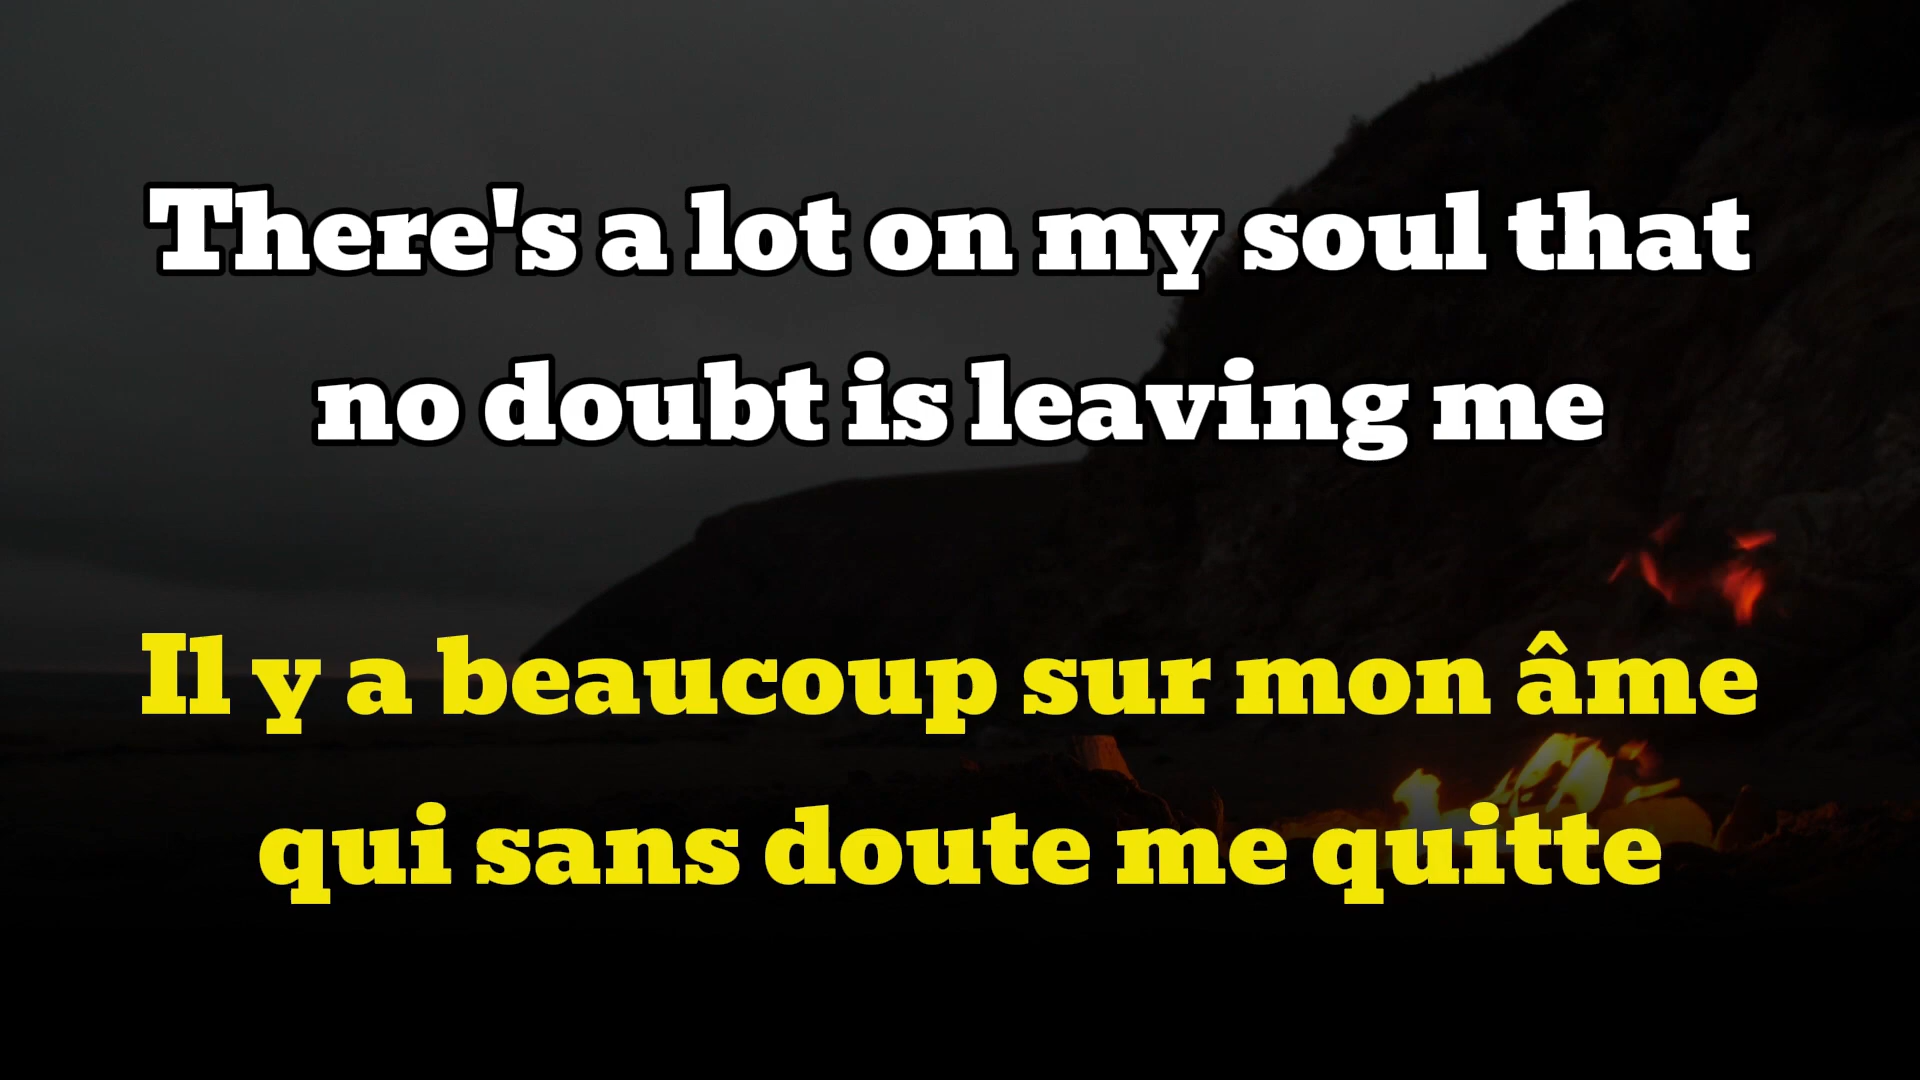 There's a lot on my soul that
no doubt is leaving me
Il y a beaucoup sur mon âme
qui sans doute me quitte